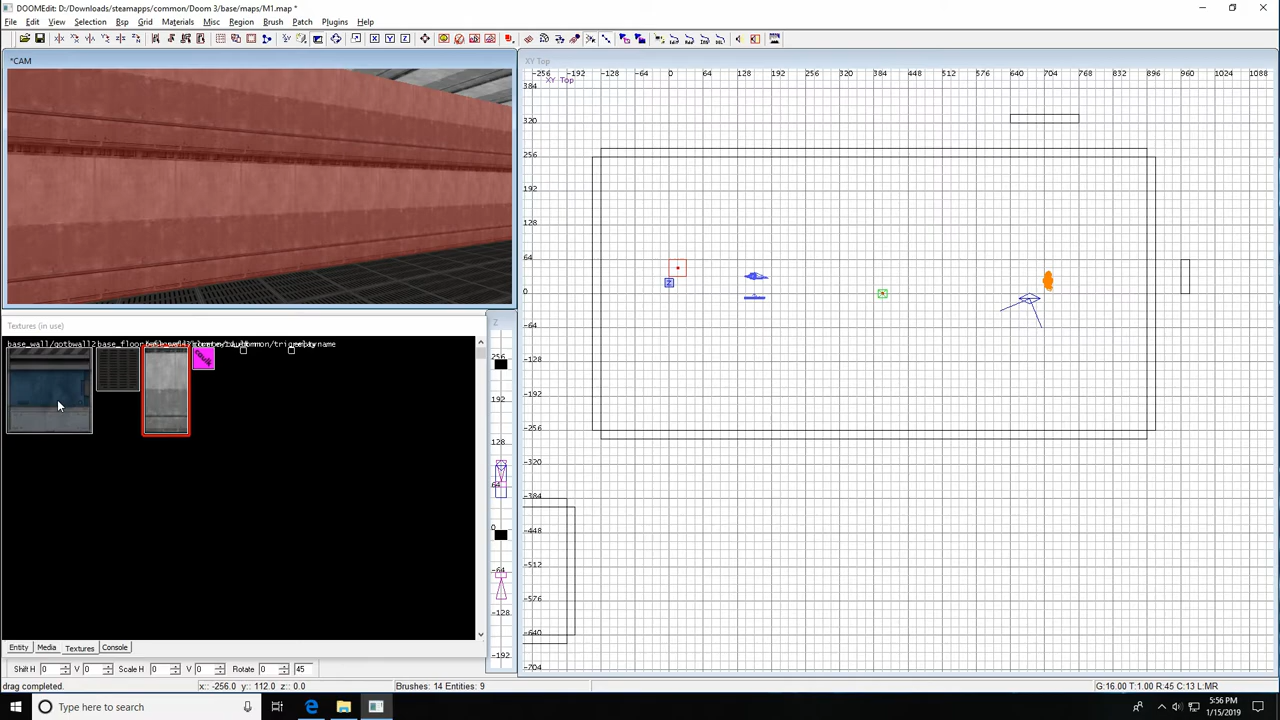 DOOMEdit: D:/Downloads/steamapps/common/Doom 3/base/maps/M1.map *
File Edit View Selection Bsp Grid Materials Misc Region Brush Patch Plugins Help
*CAM
XY Top
-256 -192 -128 -64 0 64 128 192 256 320 384 448 512 576 640 704 768 832 896 960 1024 1088
XY Top
384
320
256
192
128
64
0
-64
-128
-192
-256
-320
-384
-448
-512
-576
-640
-704
Textures (in use)
Z
256
192
128
64
0
-64
-128
-192
Z
Entity Media Textures Console
Shift H 0 V 0 Scale H 0 V 0 Rotate 0 45
drag completed. x:: -256.0 y:: 112.0 z:: 0.0 Brushes: 14 Entities: 9 G:16.00 T:1.00 R:45 C:13 L:MR
Type here to search
5:56 PM
1/15/2019